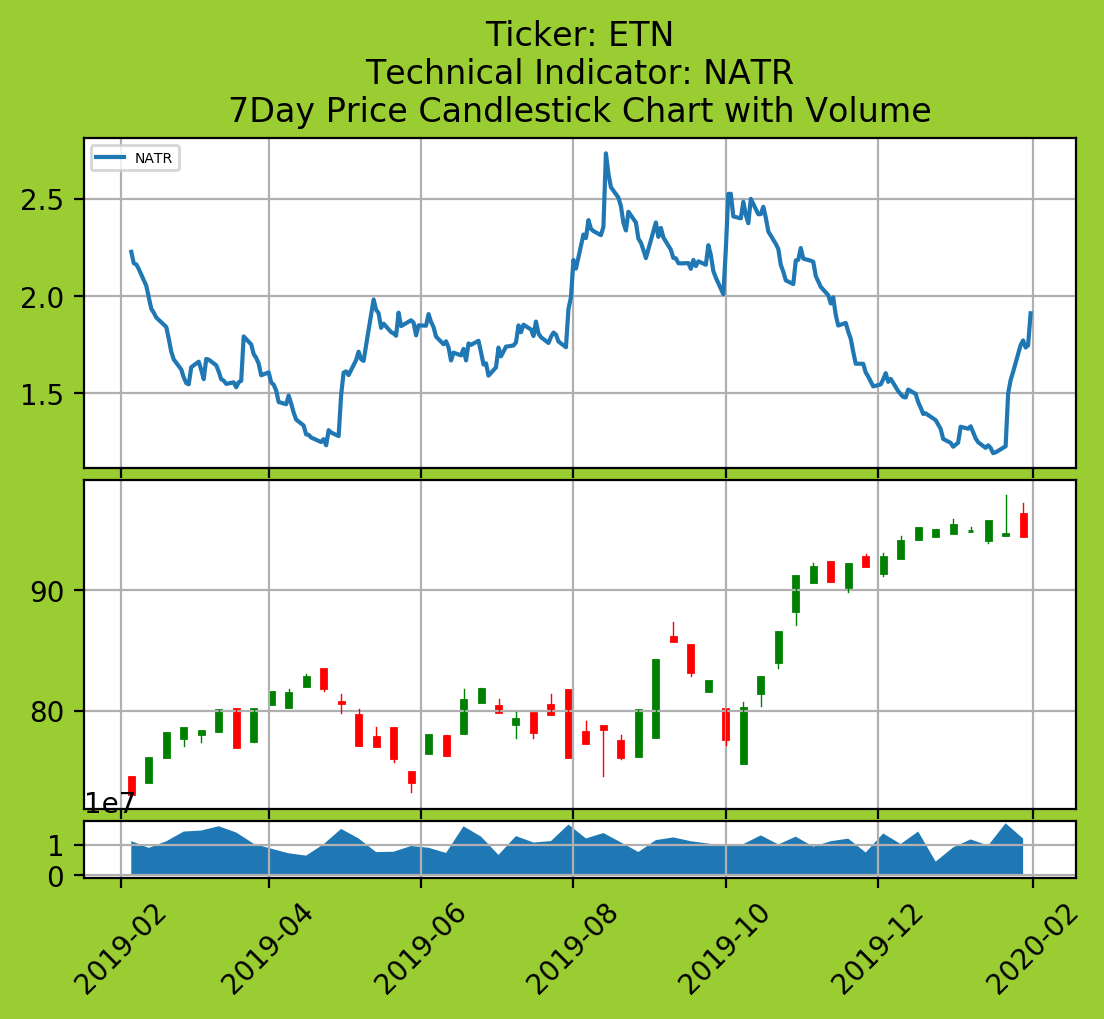 Ticker: ETN
Technical Indicator: NATR
7Day Price Candlestick Chart with Volume
NATR
2.5
2.0
1.5
90
80
1e7
1
0
2019-02
2019-04
2019-06
2019-08
2019-10
2019-12
2020-02